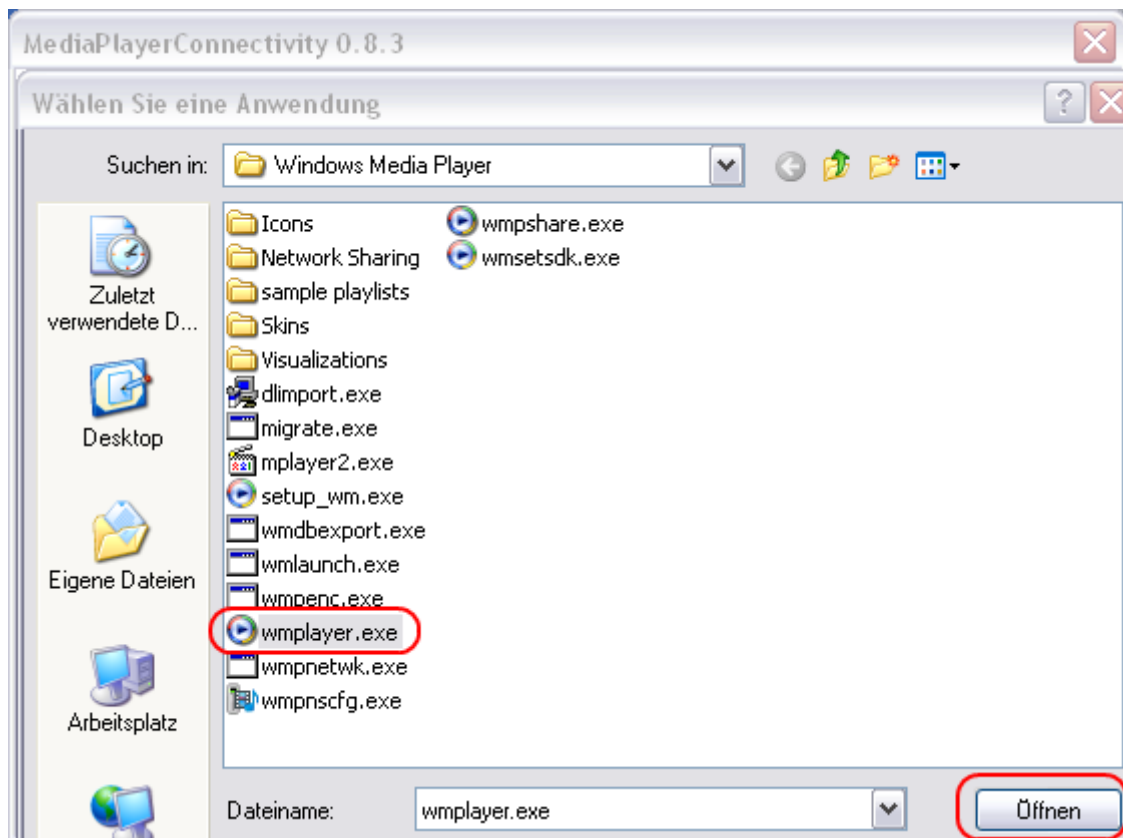 MediaPlayerConnectivity 0.8.3
Wählen Sie eine Anwendung
Suchen in: Windows Media Player
Zuletzt
verwendete D...
Desktop
Eigene Dateien
Arbeitsplatz
Icons
Network Sharing
sample playlists
Skins
Visualizations
dlimport.exe
migrate.exe
mplayer2.exe
setup_wm.exe
wmdbexport.exe
wmlaunch.exe
wmpenc.exe
wmplayer.exe
wmpnetwk.exe
wmpnscfg.exe
wmpshare.exe
wmsetsdk.exe
Dateiname: wmplayer.exe Öffnen